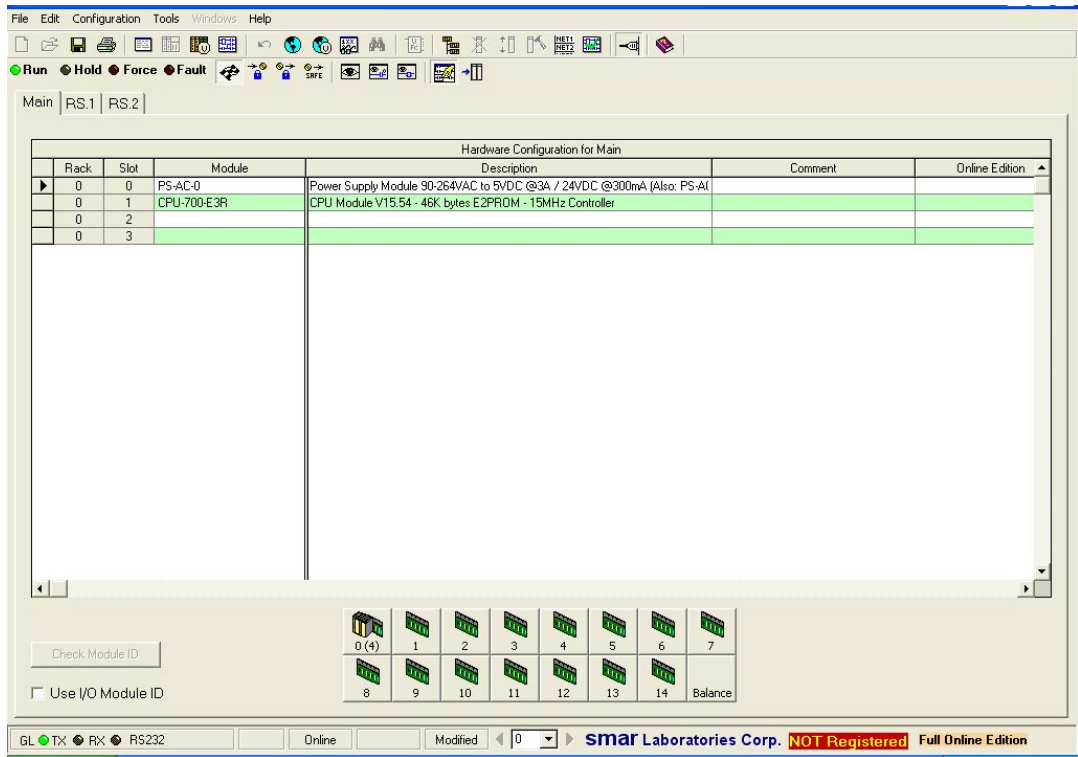 File Edit Configuration Tools Windows Help
NET1
NET2
SAFE
Run Hold Force Fault
Main RS.1 RS.2
Hardware Configuration for Main
Rack Slot Module Description Comment Online Edition
0 0 PS-AC-0 Power Supply Module 90-264VAC to 5VDC @3A / 24VDC @300mA (Also: PS-A(
0 1 CPU-700-E3R CPU Module V15.54 - 46K bytes E2PROM - 15MHz Controller
0 2
0 3
0 (4) 1 2 3 4 5 6 7
Check Module ID
Use I/O Module ID
8 9 10 11 12 13 14 Balance
GL TX RX RS232 Online Modified 0 smar Laboratories Corp. NOT Registered Full Online Edition